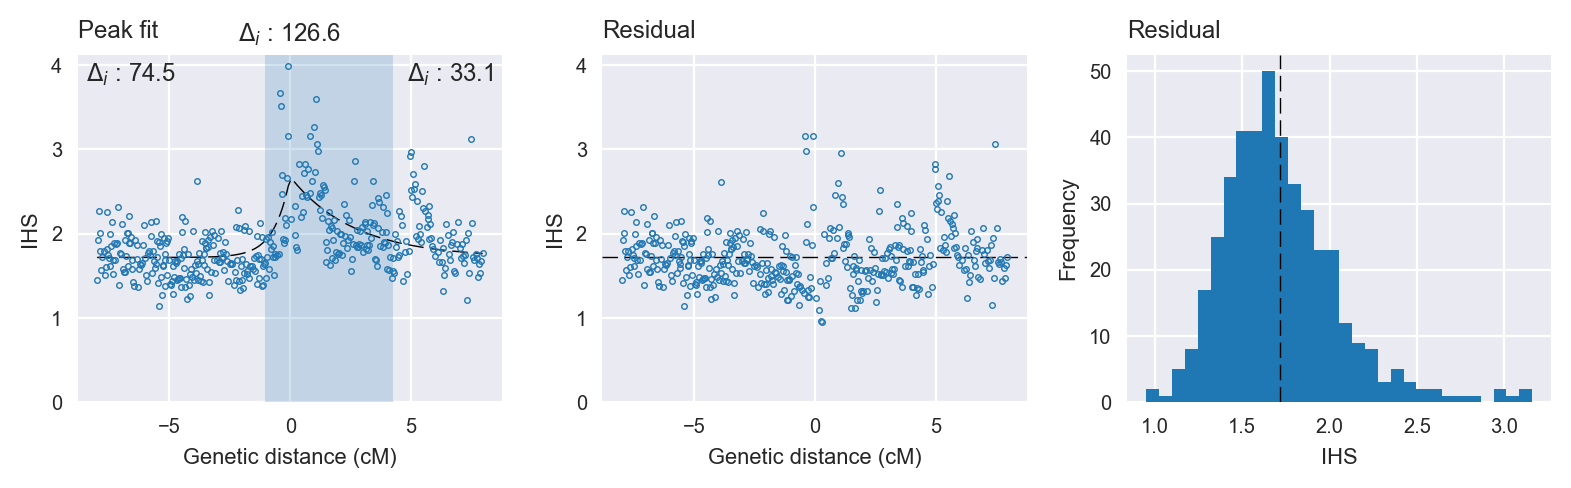 Peak fit
Δi : 126.6
Δi : 74.5
Δi : 33.1
4
3
2
1
0
IHS
−5
0
5
Genetic distance (cM)
Residual
4
3
2
1
0
IHS
−5
0
5
Genetic distance (cM)
Residual
50
40
30
20
10
0
Frequency
1.0
1.5
2.0
2.5
3.0
IHS